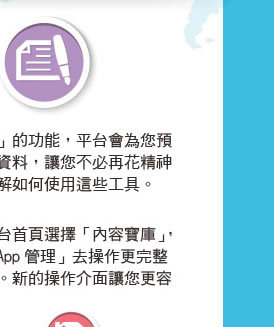 」的功能，平台會為您預
資料，讓您不必再花精神
解如何使用這些工具。
台首頁選擇「內容寶庫」，
App 管理」去操作更完整
。新的操作介面讓您更容